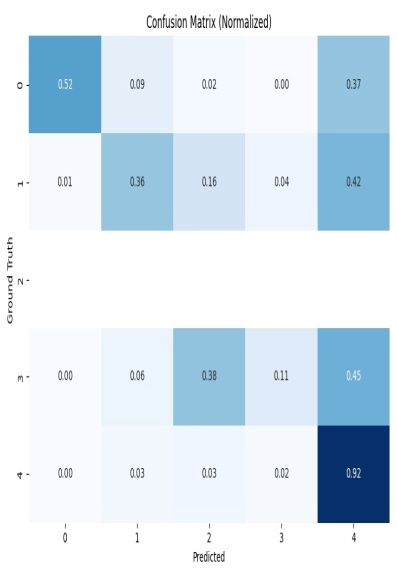 Confusion Matrix (Normalized)
Ground Truth
0 0.52 0.09 0.02 0.00 0.37
1 0.01 0.36 0.16 0.04 0.42
2
3 0.00 0.06 0.38 0.11 0.45
4 0.00 0.03 0.03 0.02 0.92
0 1 2 3 4
Predicted